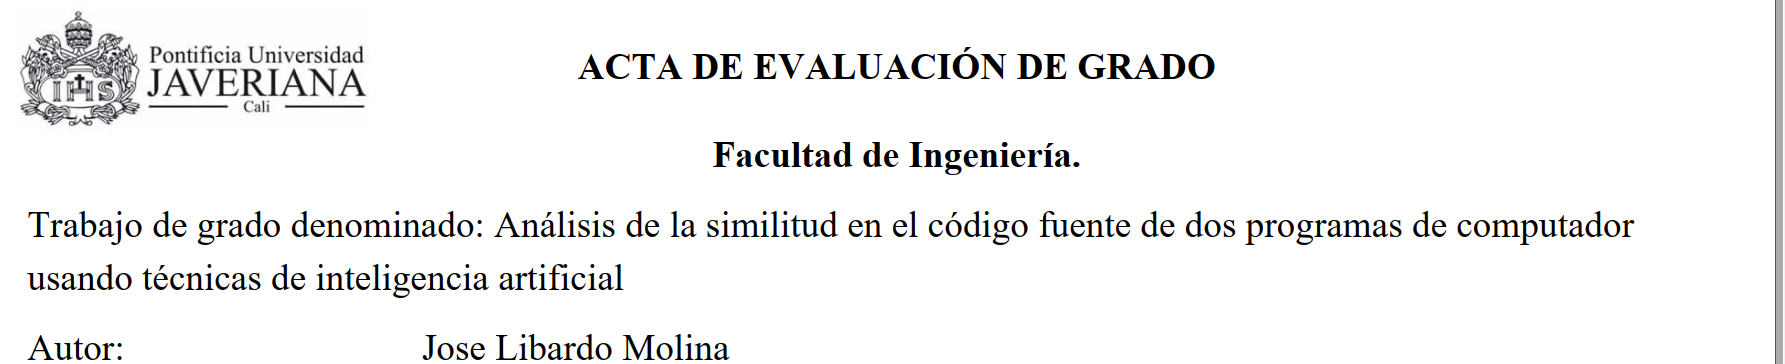 Pontificia Universidad
JAVERIANA
Cali
IHS
ACTA DE EVALUACIÓN DE GRADO
Facultad de Ingeniería.
Trabajo de grado denominado: Análisis de la similitud en el código fuente de dos programas de computador
usando técnicas de inteligencia artificial
Autor: Jose Libardo Molina